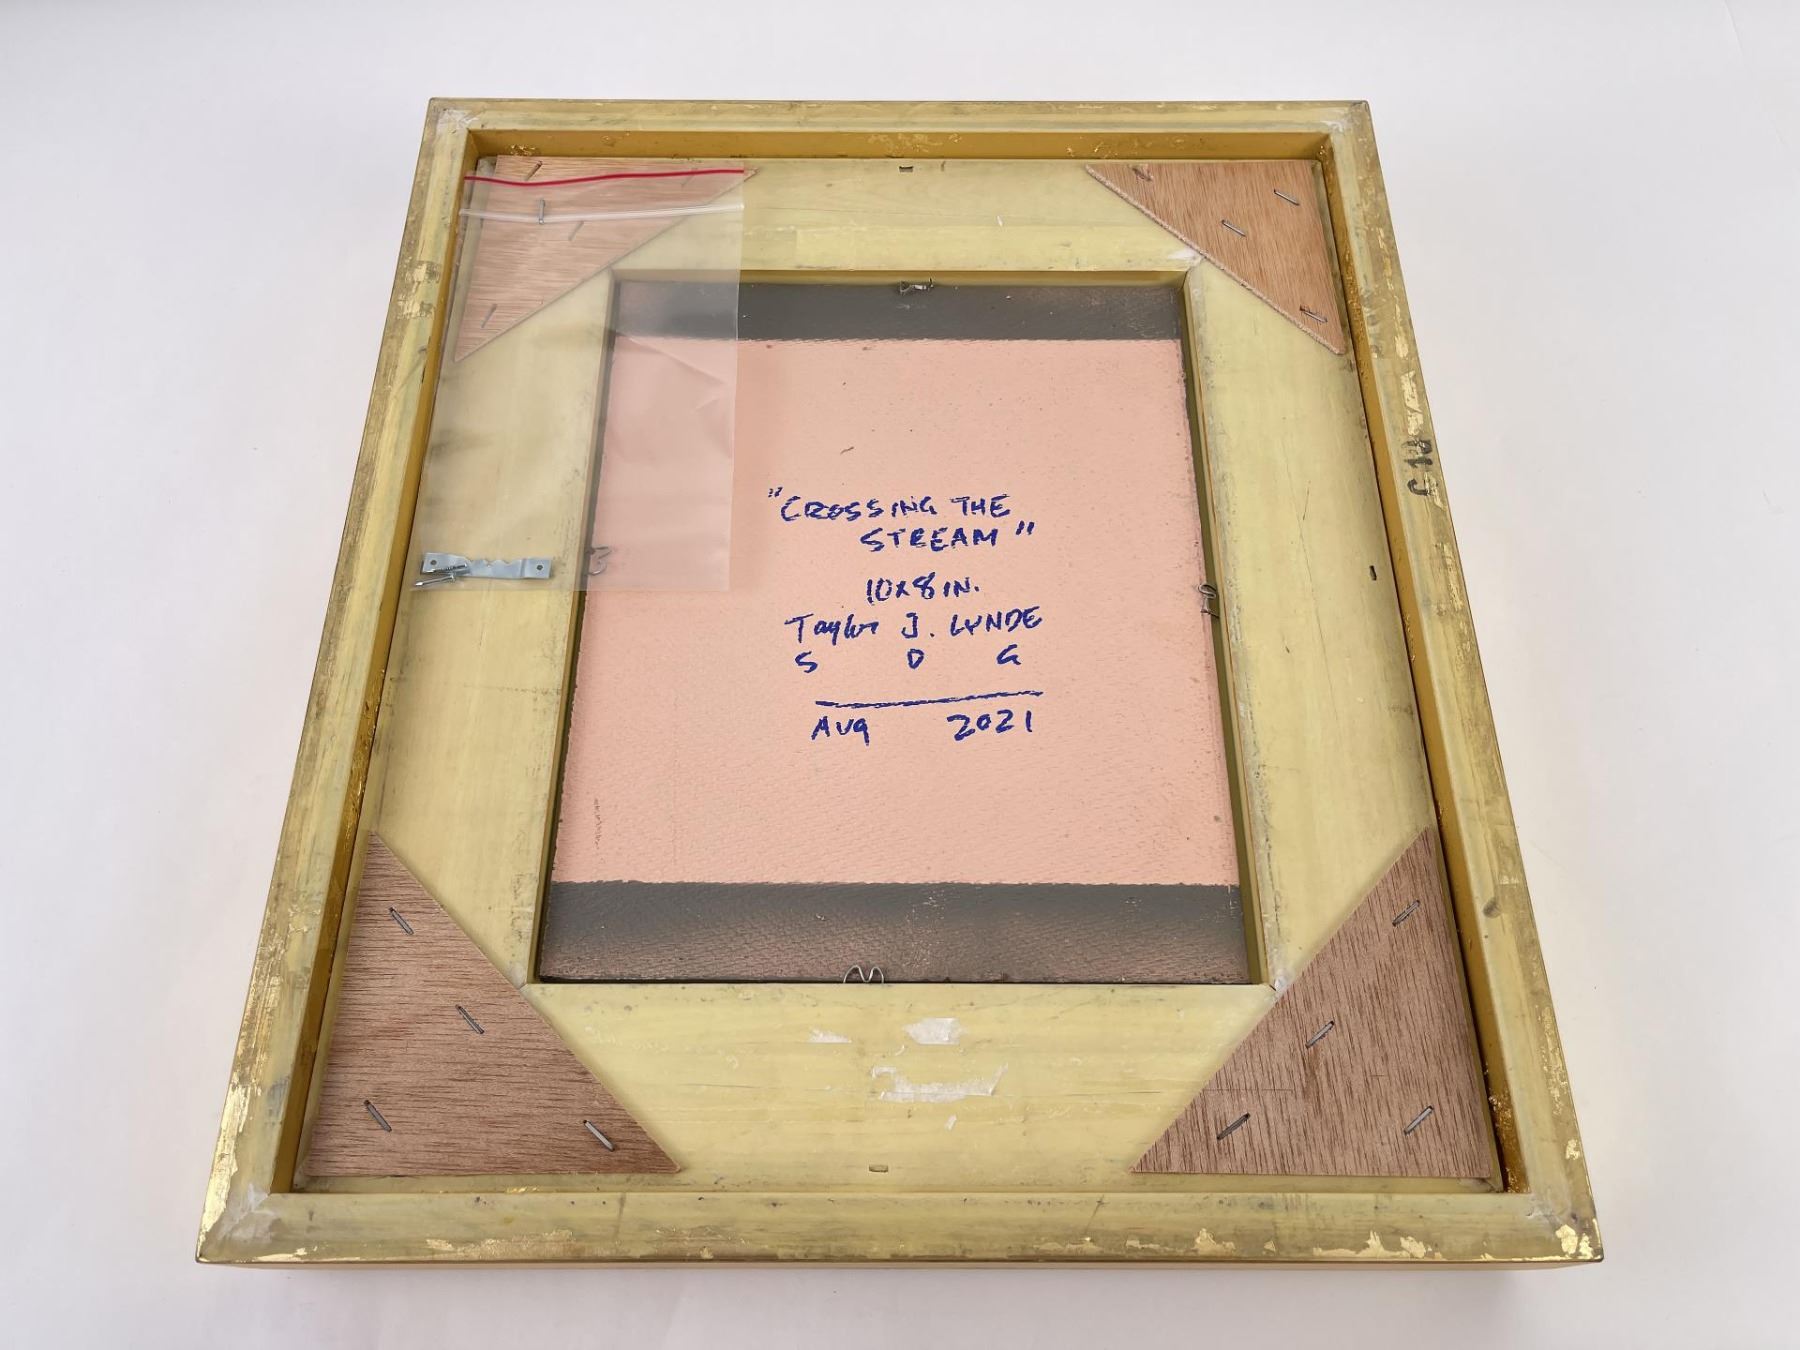 "CROSSING THE
STREAM"
10x8 IN.
Taylor J. LYNDE
S D G
Aug 2021